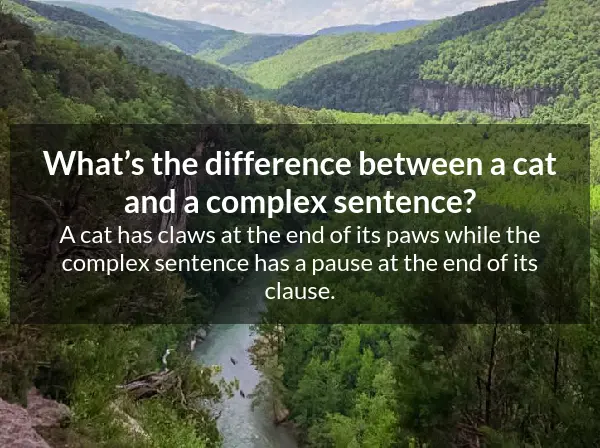 What’s the difference between a cat
and a complex sentence?
A cat has claws at the end of its paws while the
complex sentence has a pause at the end of its
clause.